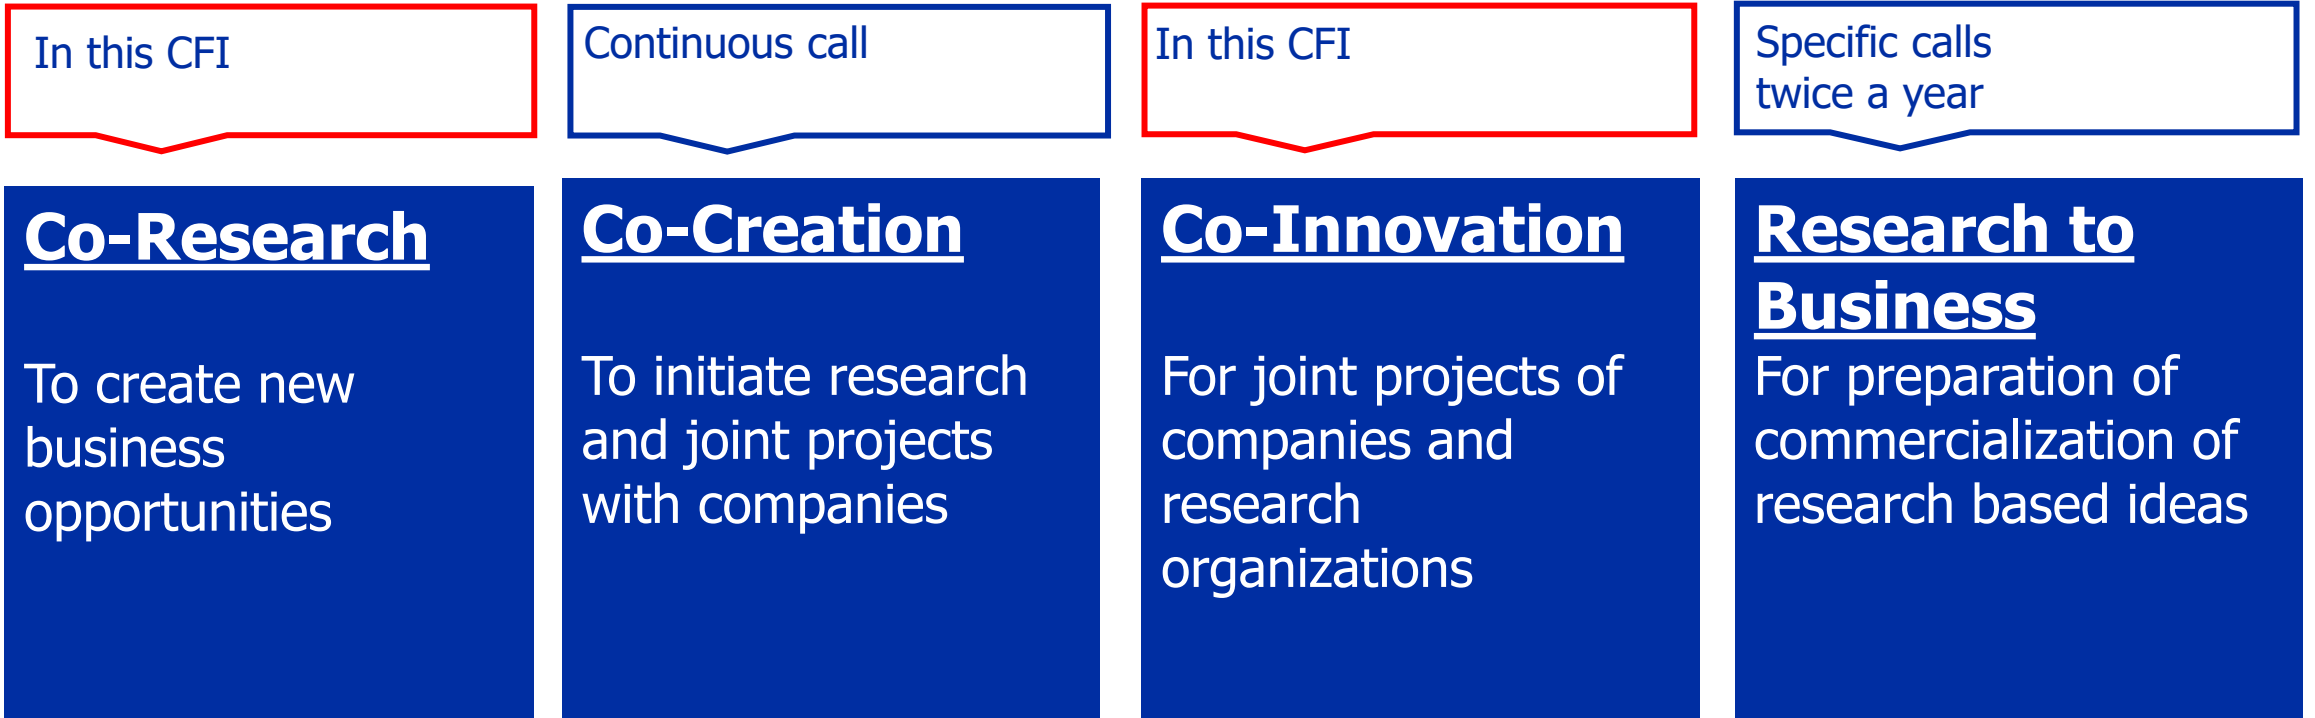 In this CFI
Co-Research
To create new
business
opportunities
Continuous call
Co-Creation
To initiate research
and joint projects
with companies
In this CFI
Co-Innovation
For joint projects of
companies and
research
organizations
Specific calls
twice a year
Research to
Business
For preparation of
commercialization of
research based ideas